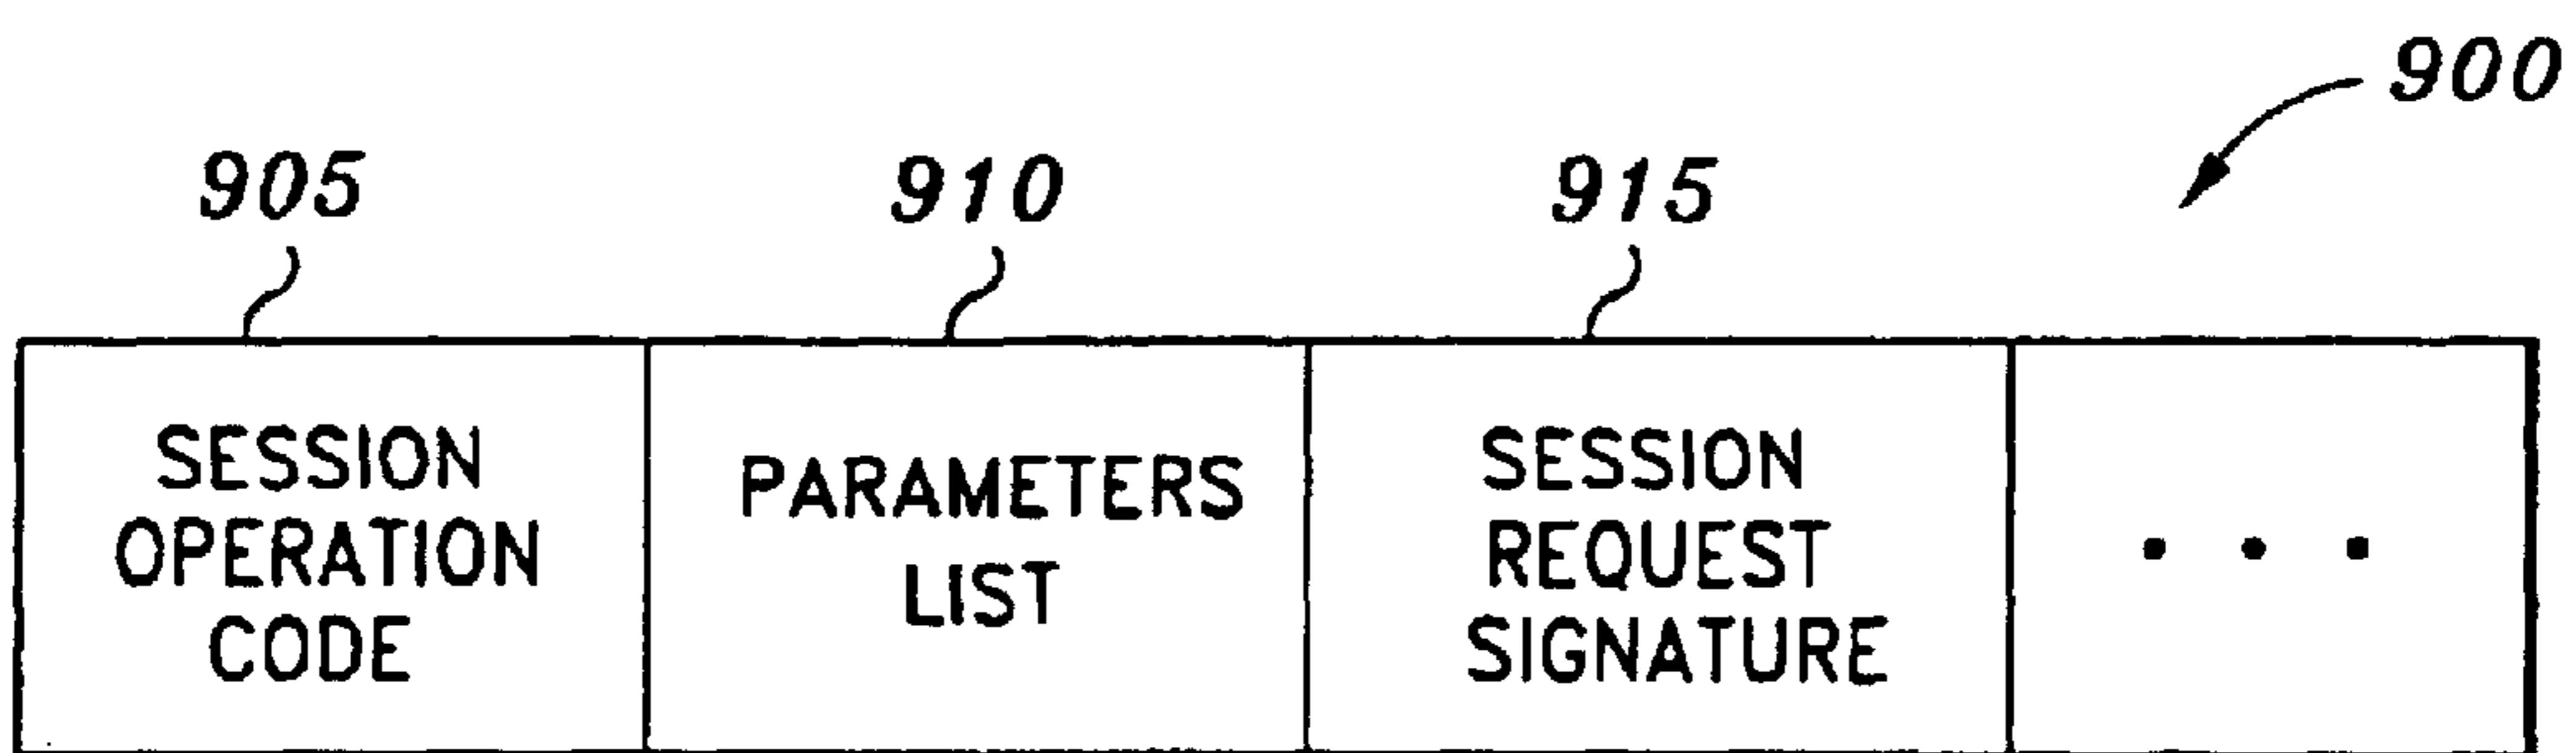 900
905
910
915
SESSION
OPERATION
CODE
PARAMETERS
LIST
SESSION
REQUEST
SIGNATURE
• • •